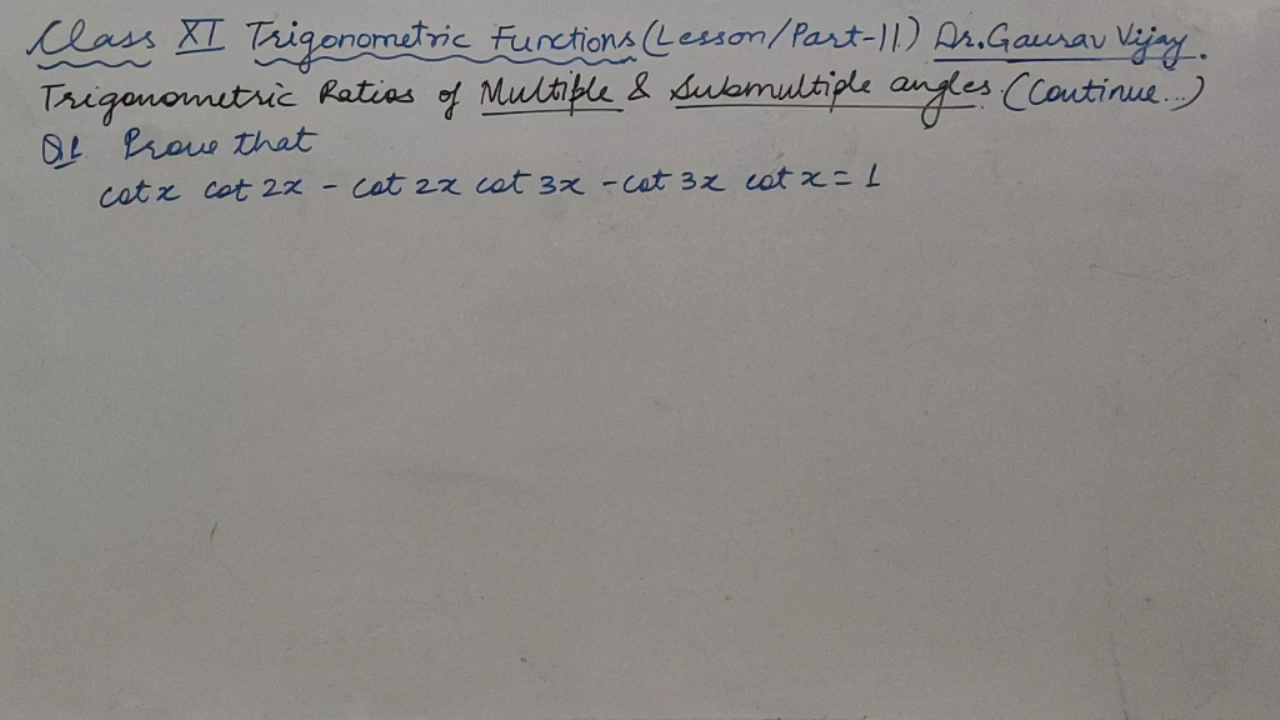 Class XI Trigonometric Functions (Lesson/Part-11) Dr. Gaurav Vijay.
Trigonometric Ratios of Multiple & Submultiple angles. (Continue...)
Q1. Prove that
cot x cot 2x - cot 2x cot 3x - cot 3x cot x = 1